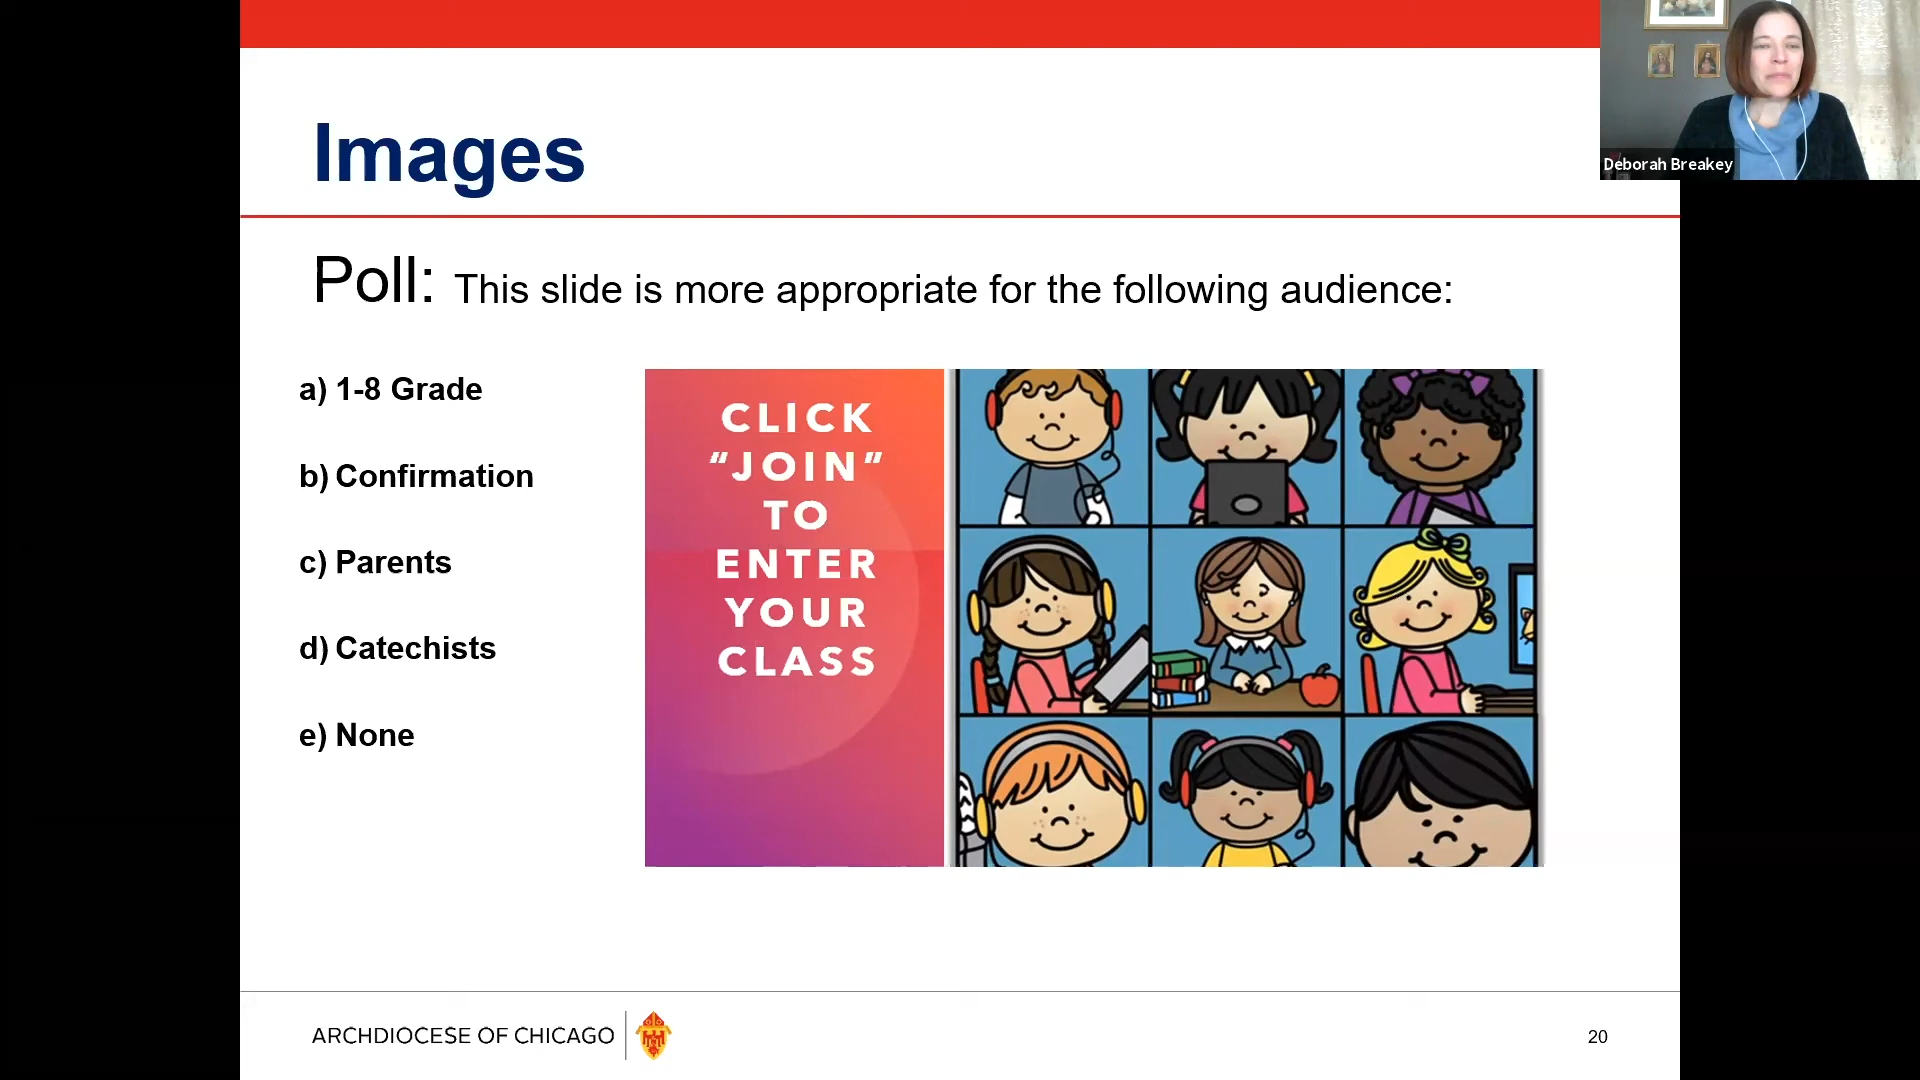 Images
Deborah Breakey
Poll: This slide is more appropriate for the following audience:
a) 1-8 Grade
b) Confirmation
c) Parents
d) Catechists
e) None
CLICK
"JOIN"
TO
ENTER
YOUR
CLASS
ARCHDIOCESE OF CHICAGO
20